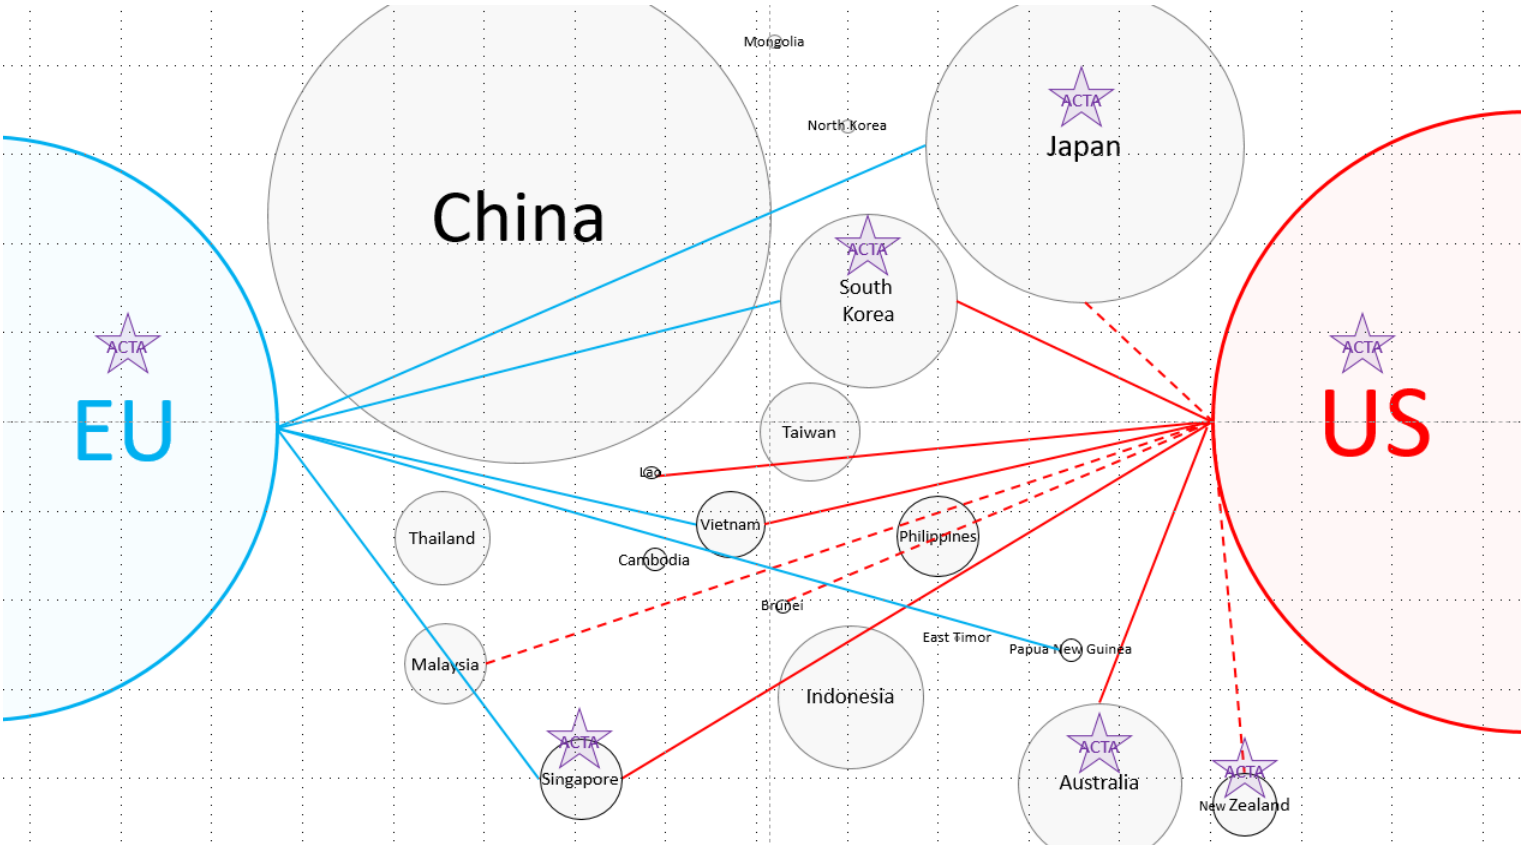 Mongolia
ACTA
North Korea
Japan
China
ACTA
South
Korea
ACTA
EU
ACTA
US
Taiwan
Lao
Vietnam
Thailand
Philippines
Cambodia
Brunei
East Timor
Papua New Guinea
Malaysia
Indonesia
ACTA
Singapore
ACTA
Australia
ACTA
New Zealand